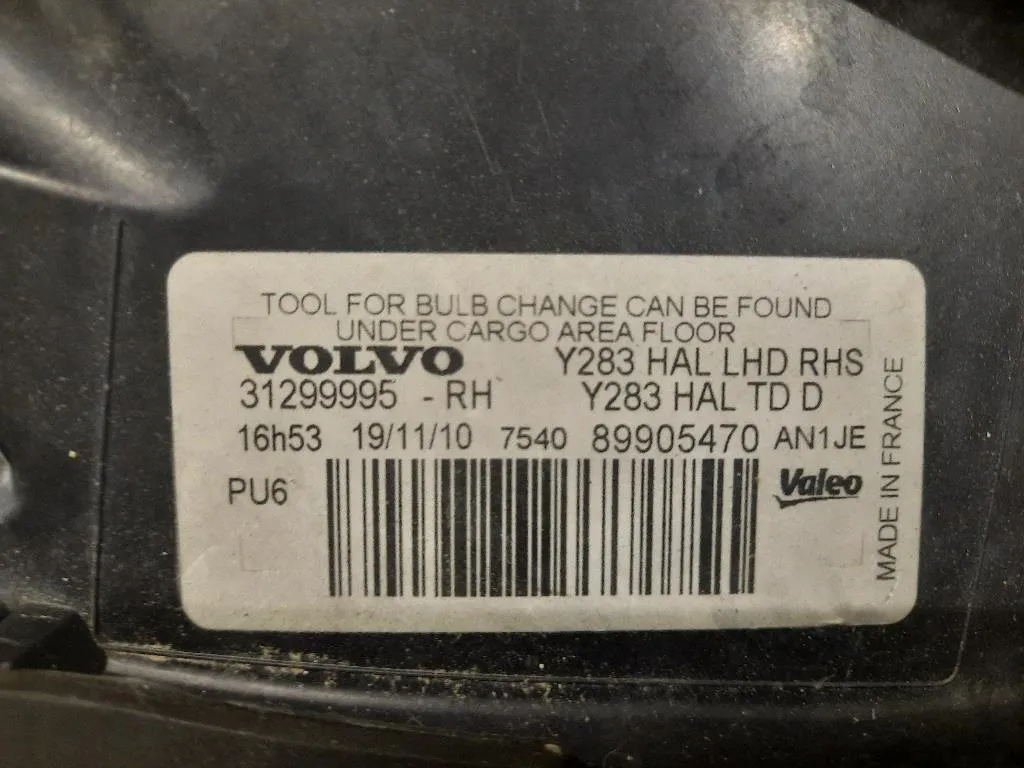 TOOL FOR BULB CHANGE CAN BE FOUND
UNDER CARGO AREA FLOOR
VOLVO Y283 HAL LHD RHS
31299995 - RH Y283 HAL TD D
16h53 19/11/10 7540 89905470 AN1JE
PU6 Valeo
MADE IN FRANCE